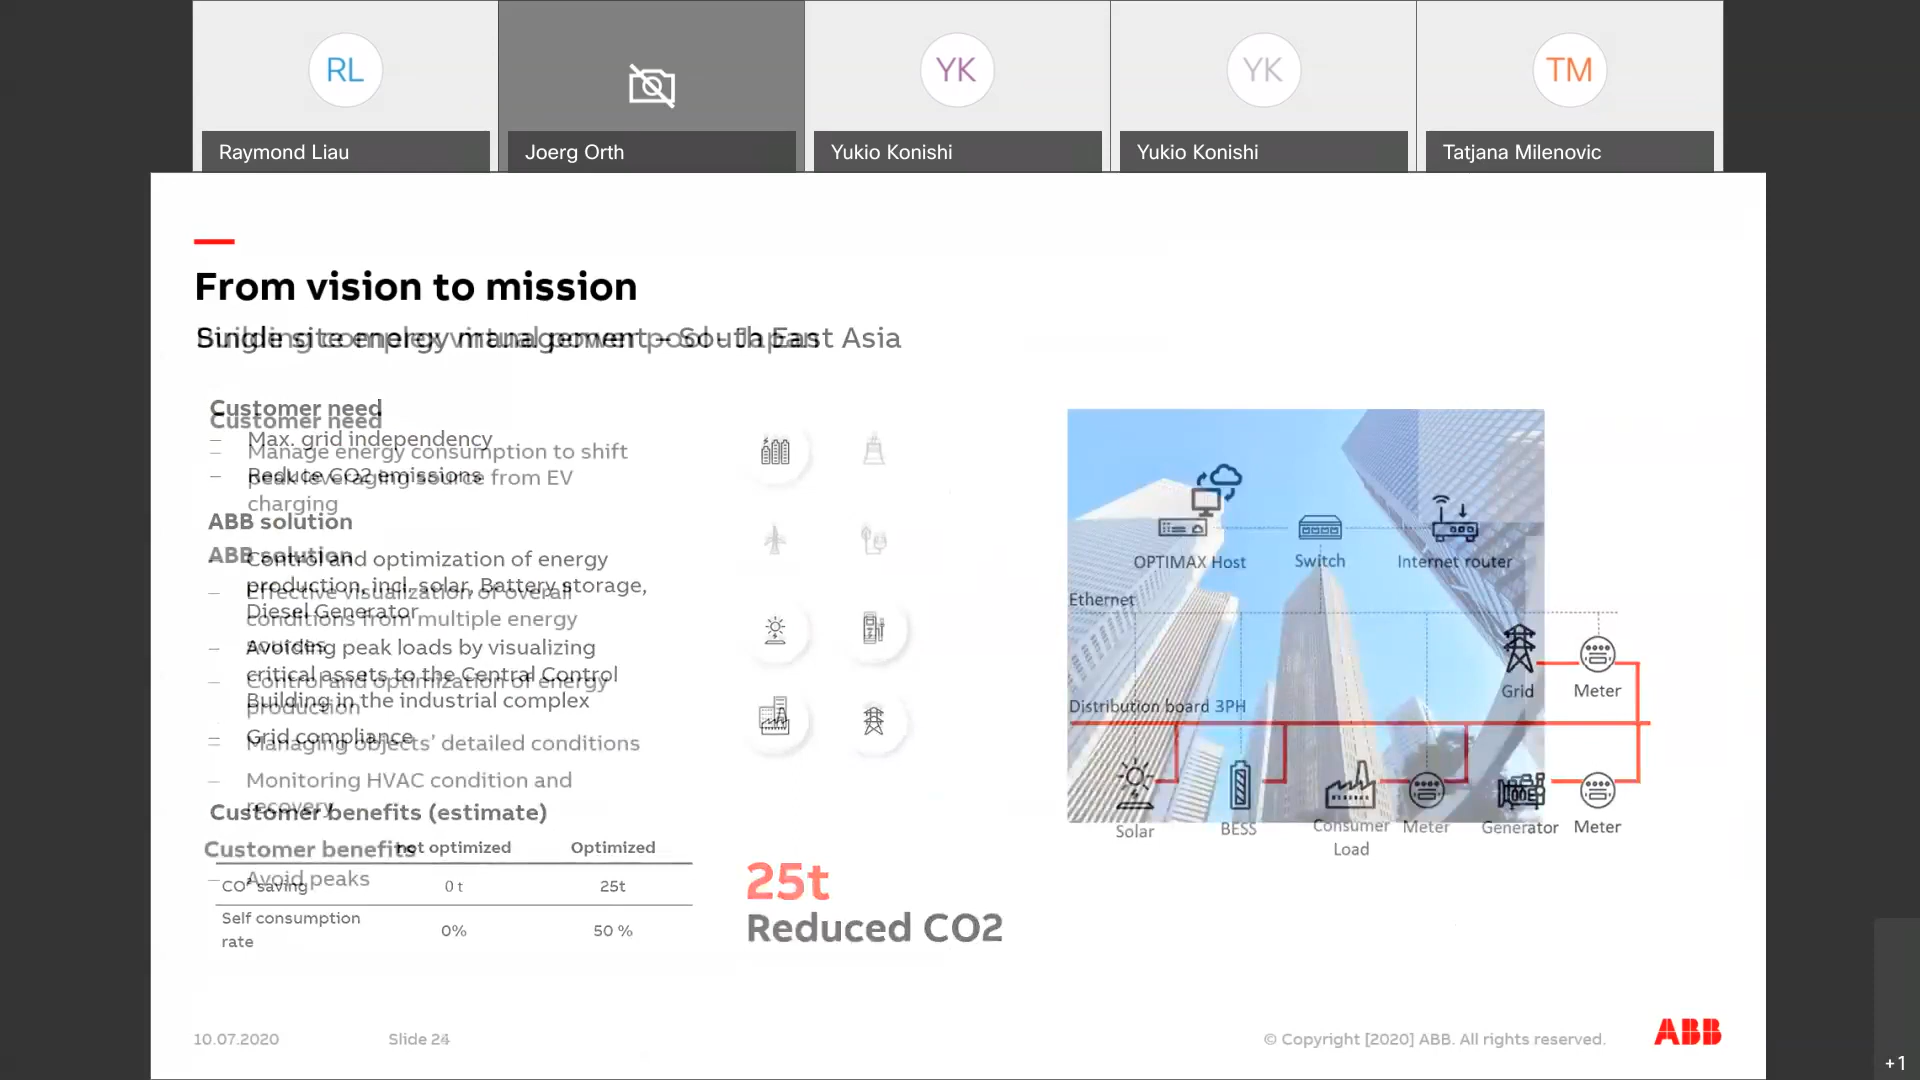 RL
YK
YK
TM
Raymond Liau
Joerg Orth
Yukio Konishi
Yukio Konishi
Tatjana Milenovic
From vision to mission
Single site energy management – South East Asia
Building complex virtual power pool - Japan
Customer need
– Max. grid independency
– Reduce CO2 emissions
ABB solution
– Control and optimization of energy
production, incl. solar, Battery storage,
Diesel Generator
– Avoiding peak loads by visualizing
critical assets to the Central Control
Building in the industrial complex
– Grid compliance
Customer benefits (estimate)
not optimized Optimized
CO² saving 0 t 25t
Self consumption
rate 0% 50 %
Customer need
– Manage energy consumption to shift
peak leveraging source from EV
charging
ABB solution
– Effective visualization of overall
conditions from multiple energy
sources
– Control and optimization of energy
production
– Managing objects’ detailed conditions
– Monitoring HVAC condition and
recovery
Customer benefits
– Avoid peaks
25t
Reduced CO2
OPTIMAX Host
Switch
Internet router
Ethernet
Grid
Meter
Distribution board 3PH
Solar
BESS
Consumer
Load
Meter
Generator
Meter
10.07.2020
Slide 24
© Copyright [2020] ABB. All rights reserved.
ABB
+1